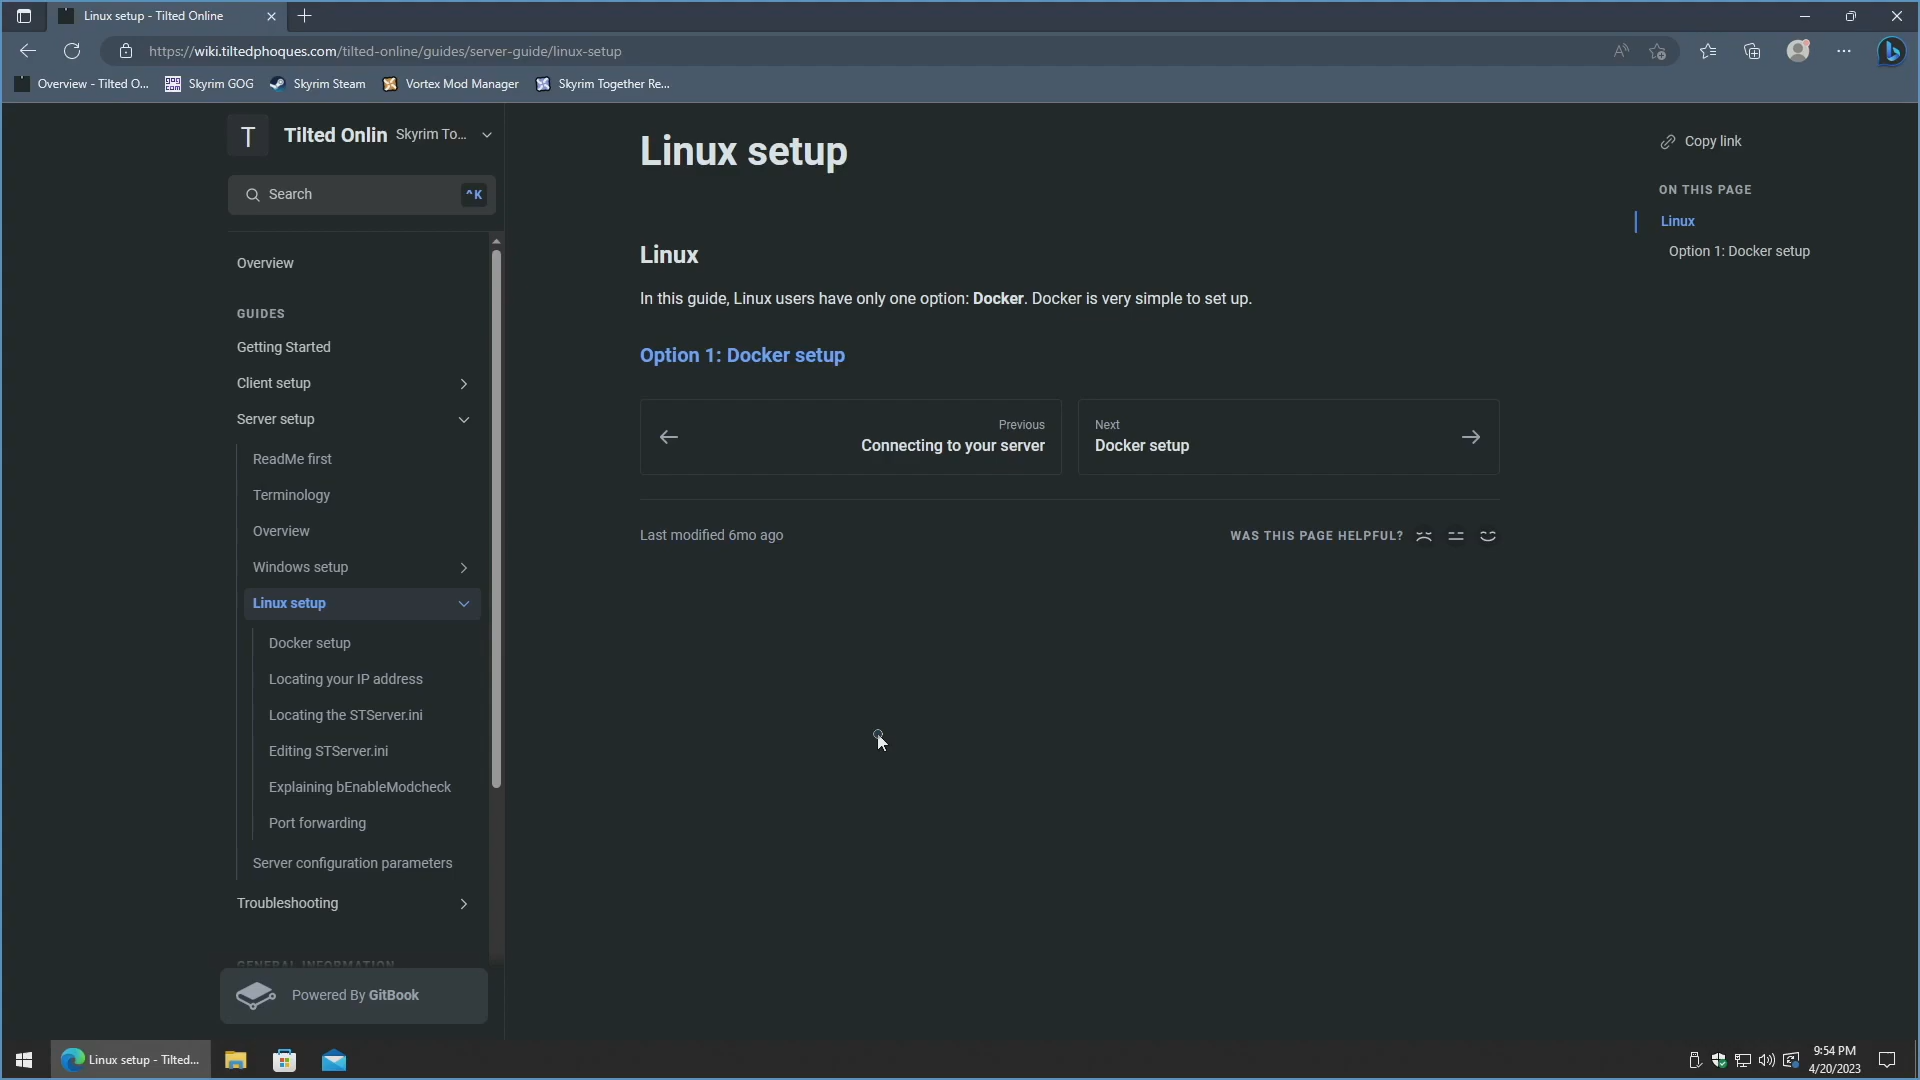 Linux setup - Tilted Online
https://wiki.tiltedphoques.com/tilted-online/guides/server-guide/linux-setup
Overview - Tilted O...
Skyrim GOG
Skyrim Steam
Vortex Mod Manager
Skyrim Together Re...
T
Tilted Onlin
Skyrim To...
Search
^K
Overview
GUIDES
Getting Started
Client setup
Server setup
ReadMe first
Terminology
Overview
Windows setup
Linux setup
Docker setup
Locating your IP address
Locating the STServer.ini
Editing STServer.ini
Explaining bEnableModcheck
Port forwarding
Server configuration parameters
Troubleshooting
GENERAL INFORMATION
Powered By GitBook
Linux setup
Linux
In this guide, Linux users have only one option: Docker. Docker is very simple to set up.
Option 1: Docker setup
Previous
Connecting to your server
Next
Docker setup
Last modified 6mo ago
WAS THIS PAGE HELPFUL?
Copy link
ON THIS PAGE
Linux
Option 1: Docker setup
Linux setup - Tilted...
9:54 PM
4/20/2023